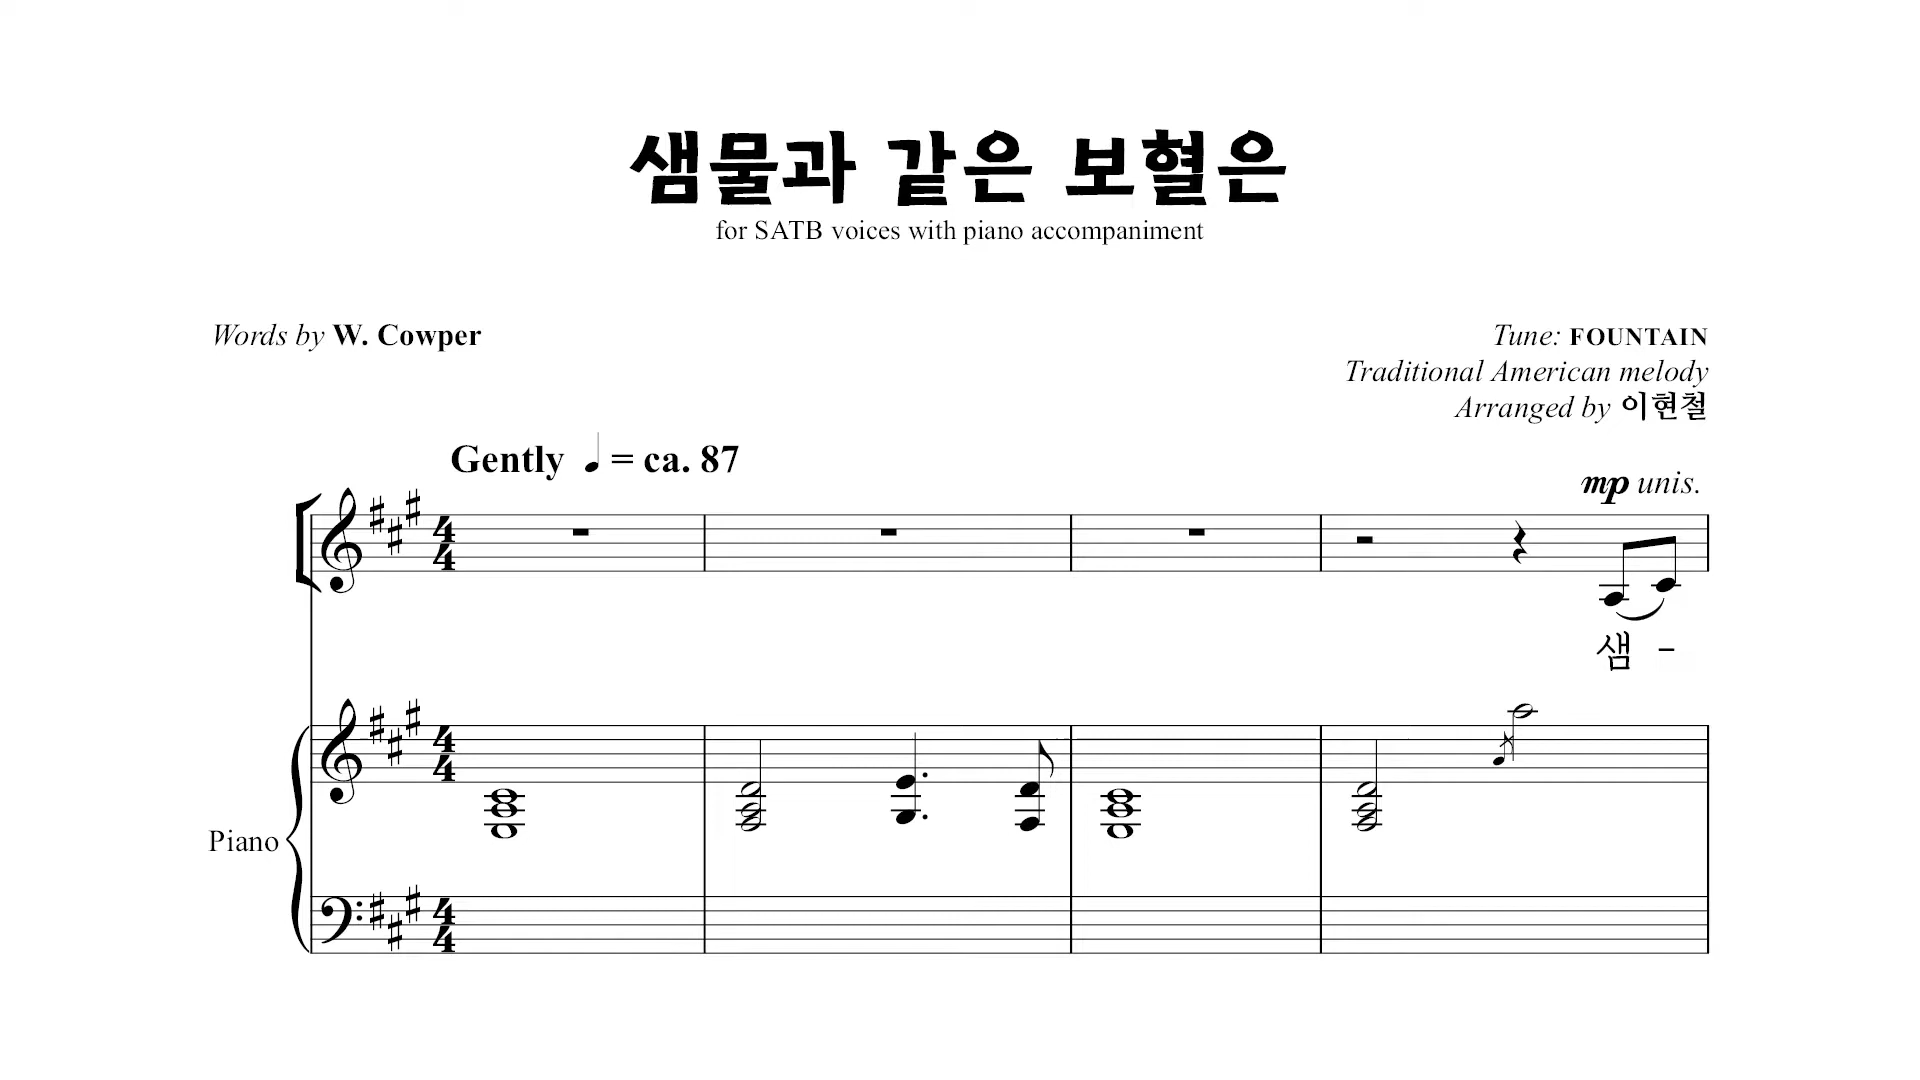 샘물과 같은 보혈은
for SATB voices with piano accompaniment
Words by W. Cowper
Tune: FOUNTAIN
Traditional American melody
Arranged by 이현철
Gently ♩ = ca. 87
mp unis.
샘 -
Piano